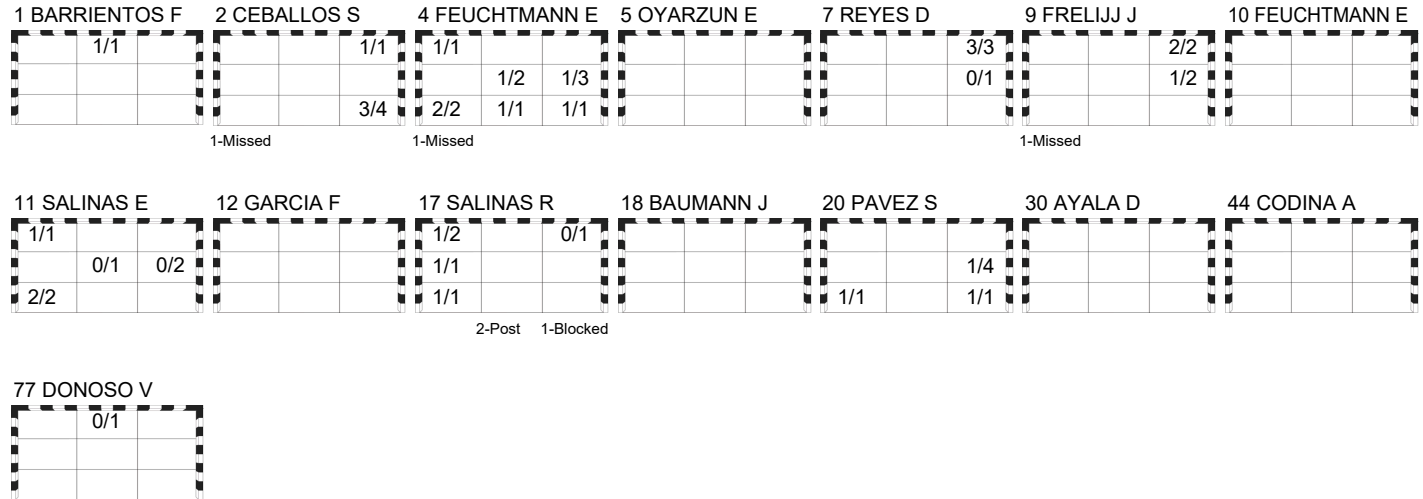 1 BARRIENTOS F 2 CEBALLOS S 4 FEUCHTMANN E 5 OYARZUN E 7 REYES D 9 FRELIJJ J 10 FEUCHTMANN E
1/1 1/1 1/1 3/3 2/2
1/2 1/3 0/1 1/2
3/4 2/2 1/1 1/1
1-Missed 1-Missed 1-Missed
11 SALINAS E 12 GARCIA F 17 SALINAS R 18 BAUMANN J 20 PAVEZ S 30 AYALA D 44 CODINA A
1/1 1/2 0/1
0/1 0/2 1/1 1/4
2/2 1/1 1/1 1/1
2-Post 1-Blocked
77 DONOSO V
0/1